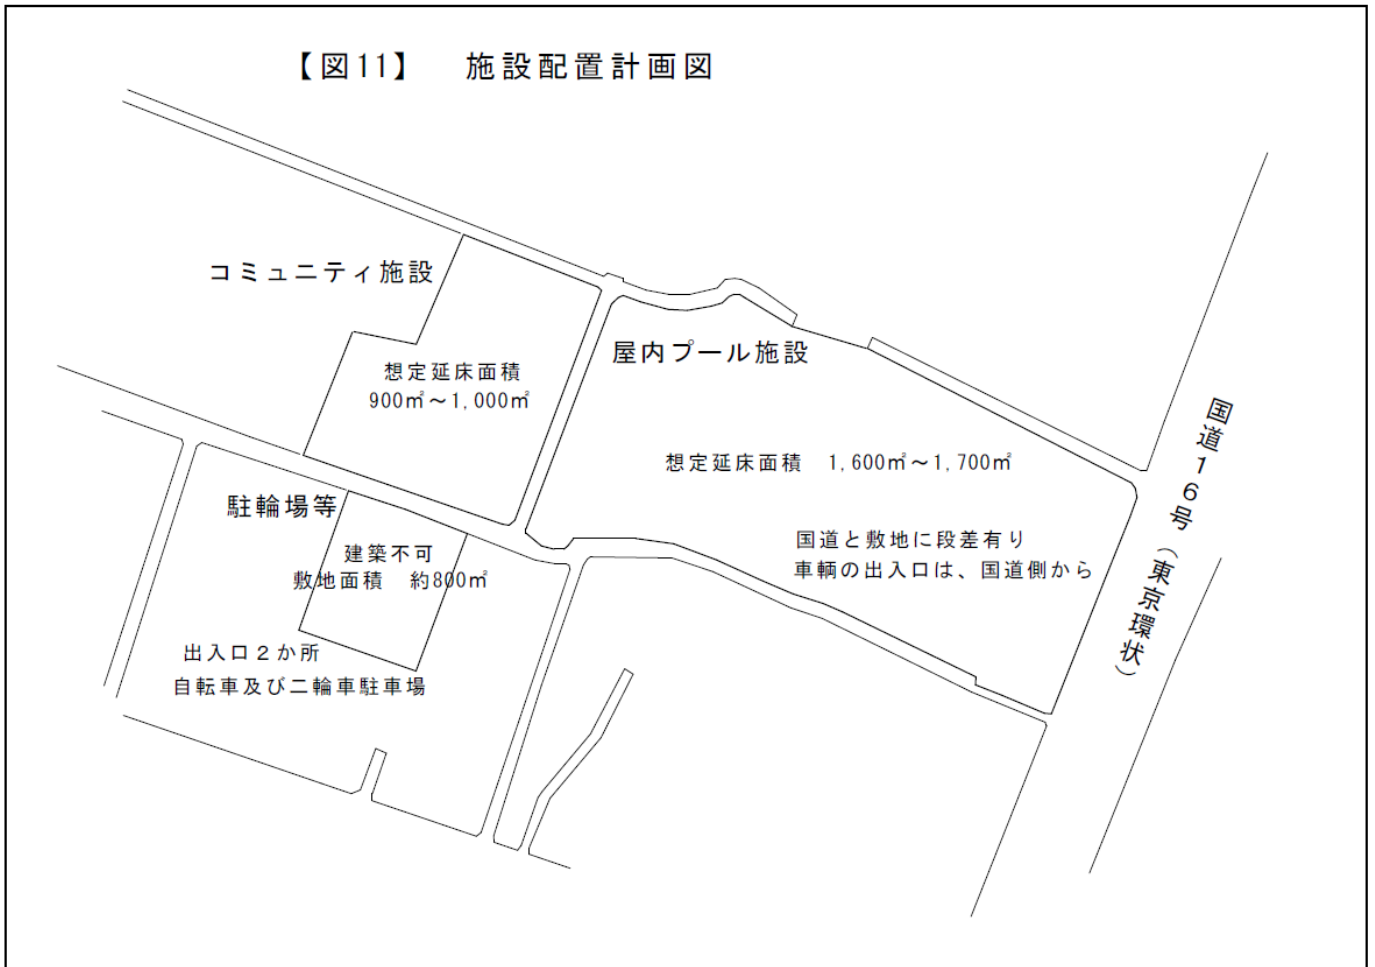 【図11】 施設配置計画図
コミュニティ施設
想定延床面積
900㎡～1,000㎡
屋内プール施設
想定延床面積 1,600㎡～1,700㎡
国道と敷地に段差有り
車輌の出入口は、国道側から
国道16号（東京環状）
駐輪場等
建築不可
敷地面積 約800㎡
出入口２か所
自転車及び二輪車駐車場